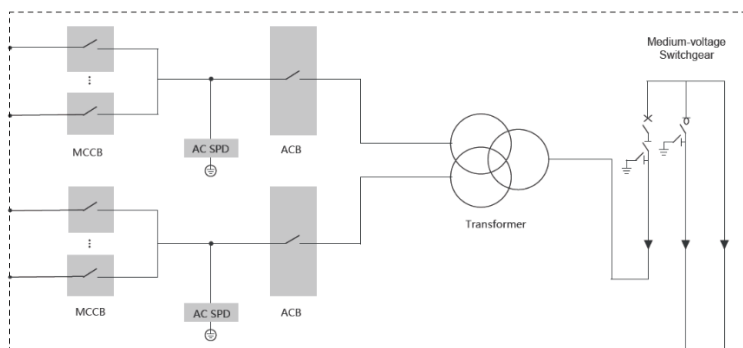 Medium-voltage
Switchgear
MCCB
AC SPD
ACB
Transformer
MCCB
AC SPD
ACB